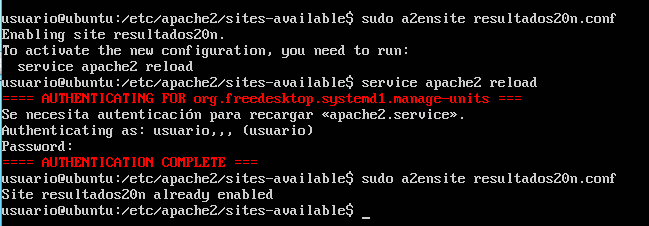 usuario@ubuntu:/etc/apache2/sites-available$ sudo a2ensite resultados20n.conf
Enabling site resultados20n.
To activate the new configuration, you need to run:
  service apache2 reload
usuario@ubuntu:/etc/apache2/sites-available$ service apache2 reload
==== AUTHENTICATING FOR org.freedesktop.systemd1.manage-units ===
Se necesita autenticación para recargar «apache2.service».
Authenticating as: usuario,,, (usuario)
Password:
==== AUTHENTICATION COMPLETE ===
usuario@ubuntu:/etc/apache2/sites-available$ sudo a2ensite resultados20n.conf
Site resultados20n already enabled
usuario@ubuntu:/etc/apache2/sites-available$ _